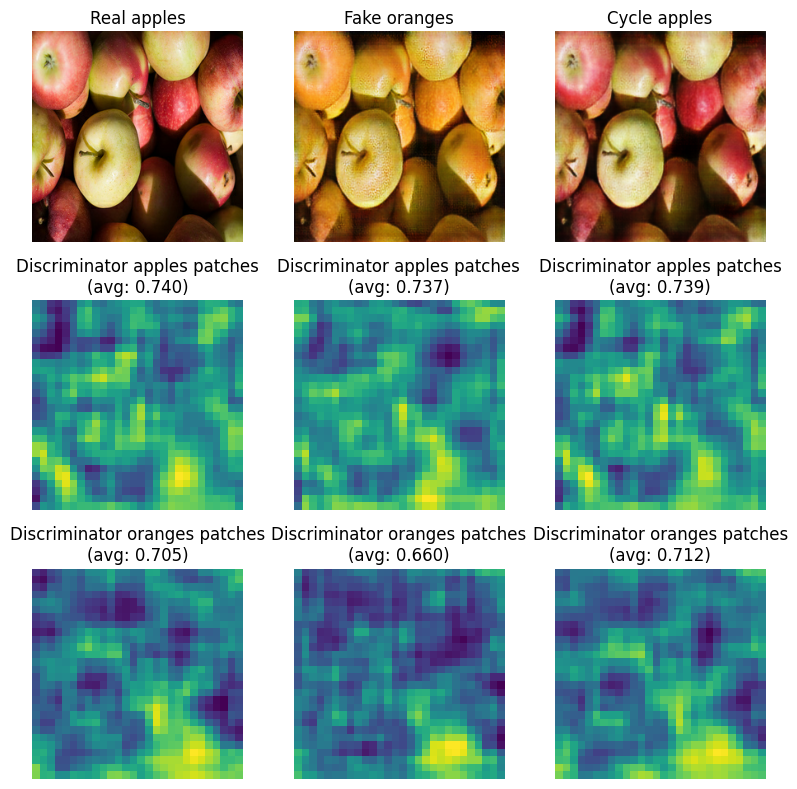 Real apples
Fake oranges
Cycle apples
Discriminator apples patches
(avg: 0.740)
Discriminator apples patches
(avg: 0.737)
Discriminator apples patches
(avg: 0.739)
Discriminator oranges patches
(avg: 0.705)
Discriminator oranges patches
(avg: 0.660)
Discriminator oranges patches
(avg: 0.712)